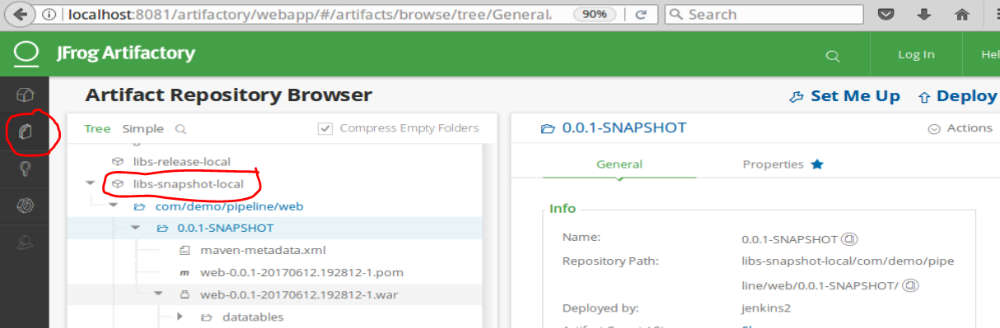 localhost:8081/artifactory/webapp/#/artifacts/browse/tree/General/ 90% Search
JFrog Artifactory Log In Hel
Artifact Repository Browser Set Me Up Deploy
Tree Simple Compress Empty Folders
0.0.1-SNAPSHOT Actions
libs-release-local
General Properties
libs-snapshot-local
com/demo/pipeline/web
Info
0.0.1-SNAPSHOT
Name: 0.0.1-SNAPSHOT
maven-metadata.xml
Repository Path: libs-snapshot-local/com/demo/pipe
web-0.0.1-20170612.192812-1.pom
line/web/0.0.1-SNAPSHOT/
web-0.0.1-20170612.192812-1.war
Deployed by: jenkins2
datatables